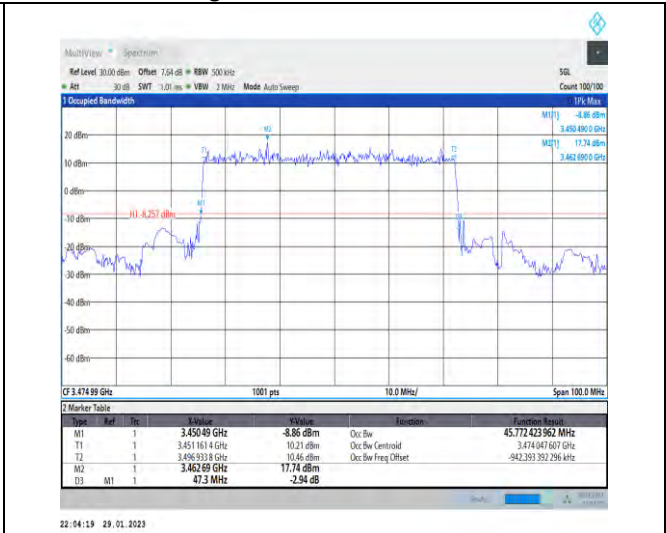 MultiView Spectrum
Ref Level 30.00 dBm Offset 7.64 dB RBW 500 kHz SGL
Att 30 dB SWT 1.01 ms VBW 2 MHz Mode Auto Sweep Count 100/100
1 Occupied Bandwidth 1Pk Max
M1[1] -8.86 dBm
3.450 490 0 GHz
M2[1] 17.74 dBm
3.462 690 0 GHz
M2
20 dBm
T1 T2
10 dBm
0 dBm
M1
H1 -8.257 dBm
-10 dBm
-20 dBm
-30 dBm
-40 dBm
-50 dBm
-60 dBm
CF 3.474 99 GHz 1001 pts 10.0 MHz/ Span 100.0 MHz
2 Marker Table
Type Ref Trc X-Value Y-Value Function Function Result
M1 1 3.450 49 GHz -8.86 dBm Occ Bw 45.772 423 962 MHz
T1 1 3.451 161 4 GHz 10.21 dBm Occ Bw Centroid 3.474 047 607 GHz
T2 1 3.496 933 8 GHz 10.46 dBm Occ Bw Freq Offset -942.393 392 296 kHz
M2 1 3.462 69 GHz 17.74 dBm
D3 M1 1 47.3 MHz -2.94 dB
22:04:19 29.01.2023